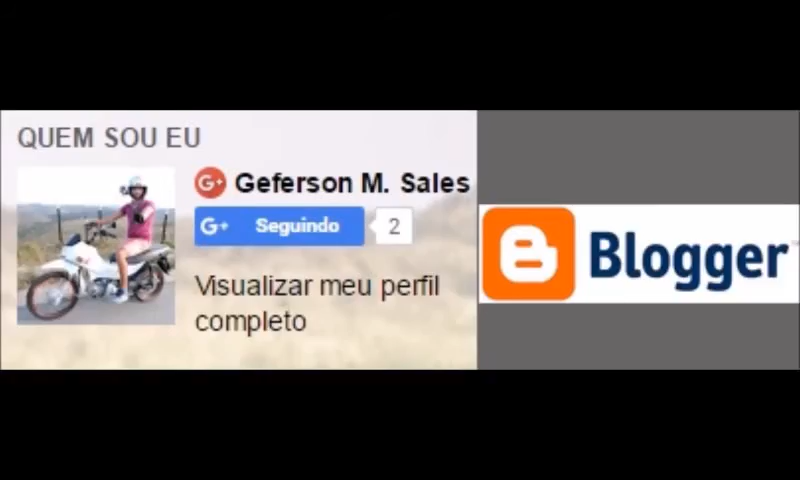 QUEM SOU EU
G+ Geferson M. Sales
G+ Seguindo 2
Visualizar meu perfil
completo
Blogger